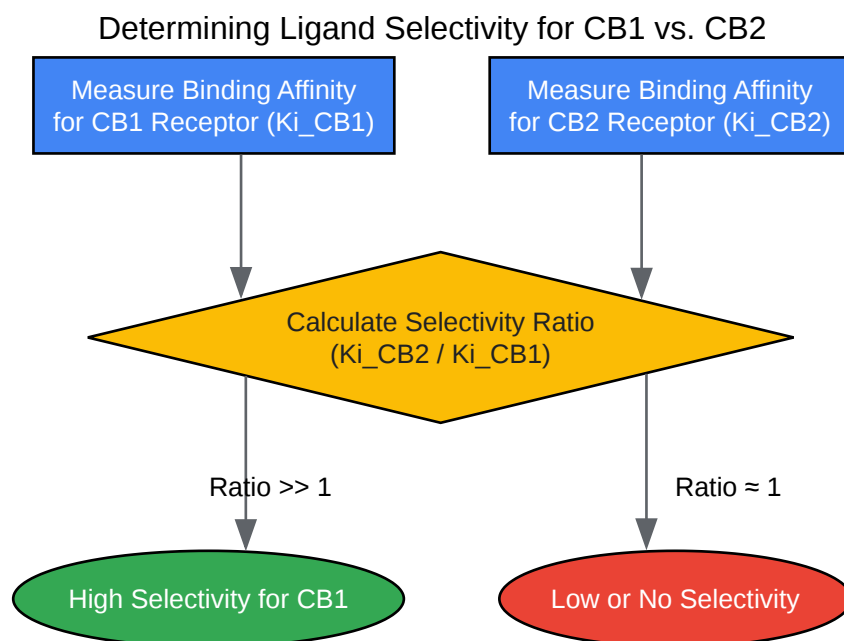 Determining Ligand Selectivity for CB1 vs. CB2
Measure Binding Affinity
for CB1 Receptor (Ki_CB1)
Measure Binding Affinity
for CB2 Receptor (Ki_CB2)
Calculate Selectivity Ratio
(Ki_CB2 / Ki_CB1)
Ratio >> 1
Ratio ≈ 1
High Selectivity for CB1
Low or No Selectivity